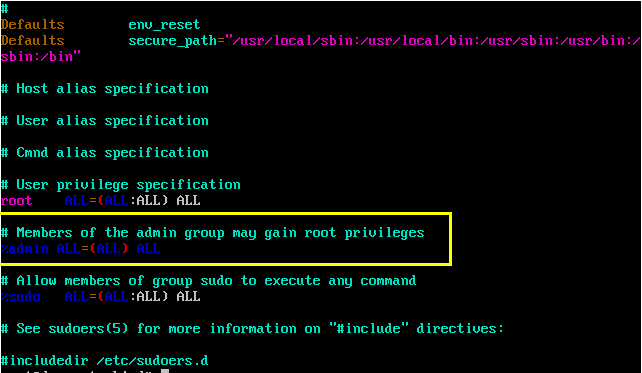 #
Defaults env_reset
Defaults secure_path="/usr/local/sbin:/usr/local/bin:/usr/sbin:/usr/bin:/
sbin:/bin"
# Host alias specification
# User alias specification
# Cmnd alias specification
# User privilege specification
root ALL=(ALL:ALL) ALL
# Members of the admin group may gain root privileges
%admin ALL=(ALL) ALL
# Allow members of group sudo to execute any command
%sudo ALL=(ALL:ALL) ALL
# See sudoers(5) for more information on "#include" directives:
#includedir /etc/sudoers.d